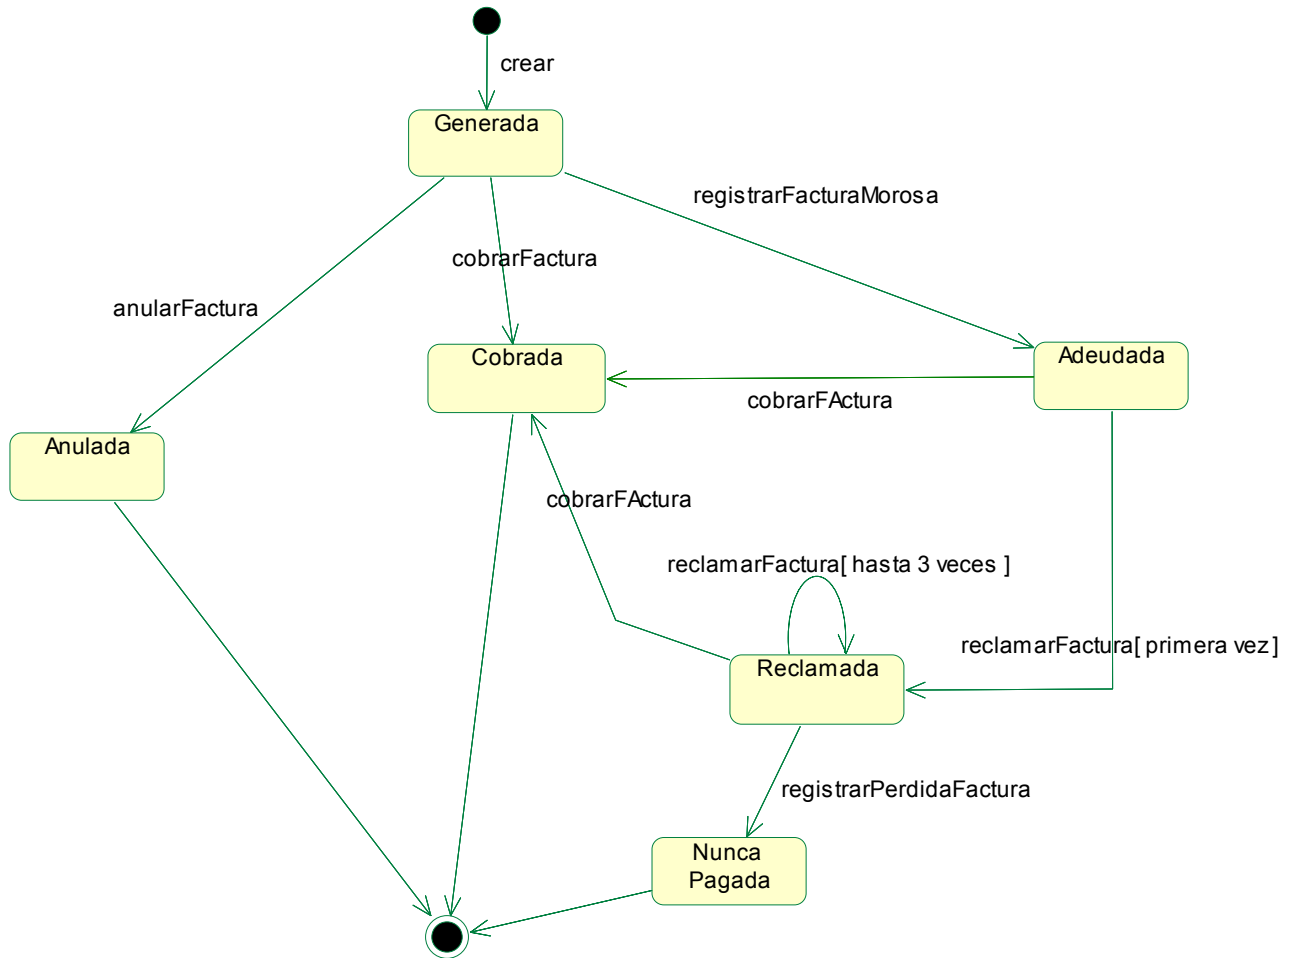 crear
Generada
registrarFacturaMorosa
cobrarFactura
anularFactura
Cobrada
Adeudada
cobrarFActura
Anulada
cobrarFActura
reclamarFactura[ hasta 3 veces ]
reclamarFactura[ primera vez]
Reclamada
registrarPerdidaFactura
Nunca
Pagada